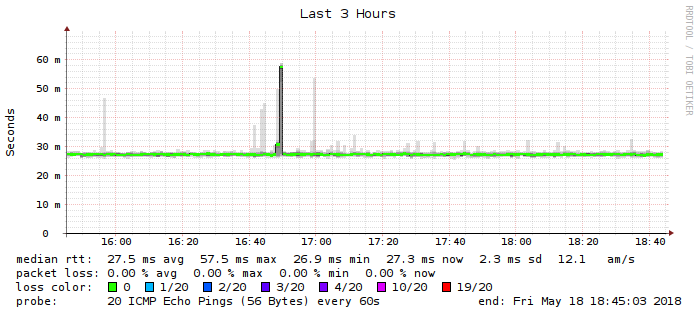 Last 3 Hours
RRDTOOL / TOBI OETIKER
Seconds
60 m
50 m
40 m
30 m
20 m
10 m
0
16:00 16:20 16:40 17:00 17:20 17:40 18:00 18:20 18:40
median rtt: 27.5 ms avg 57.5 ms max 26.9 ms min 27.3 ms now 2.3 ms sd 12.1 am/s
packet loss: 0.00 % avg 0.00 % max 0.00 % min 0.00 % now
loss color: 0 1/20 2/20 3/20 4/20 10/20 19/20
probe: 20 ICMP Echo Pings (56 Bytes) every 60s end: Fri May 18 18:45:03 2018